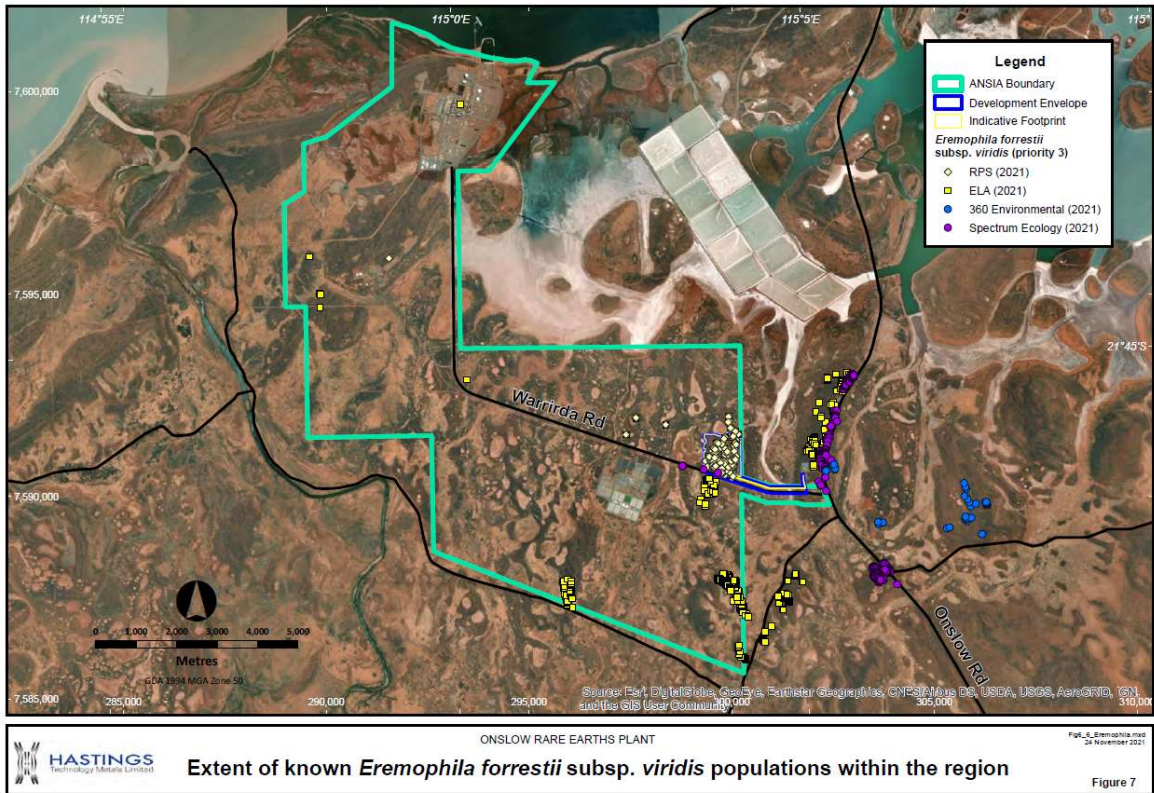 114°55'E
115°0'E
115°5'E
115°
7,600,000
7,595,000
7,590,000
7,585,000
21°45'S
Legend
ANSIA Boundary
Development Envelope
Indicative Footprint
Eremophila forrestii
subsp. viridis (priority 3)
RPS (2021)
ELA (2021)
360 Environmental (2021)
Spectrum Ecology (2021)
Warrirda Rd
Onslow Rd
0 1,000 2,000 3,000 4,000 5,000
Metres
GDA 1994 MGA Zone 50
285,000
290,000
295,000
300,000
305,000
310,000
Source: Esri, DigitalGlobe, GeoEye, Earthstar Geographics, CNES/Airbus DS, USDA, USGS, AeroGRID, IGN,
and the GIS User Community
HASTINGS
Technology Metals Limited
ONSLOW RARE EARTHS PLANT
Extent of known Eremophila forrestii subsp. viridis populations within the region
Fig6_6_Eremophila.mxd
24 November 2021
Figure 7